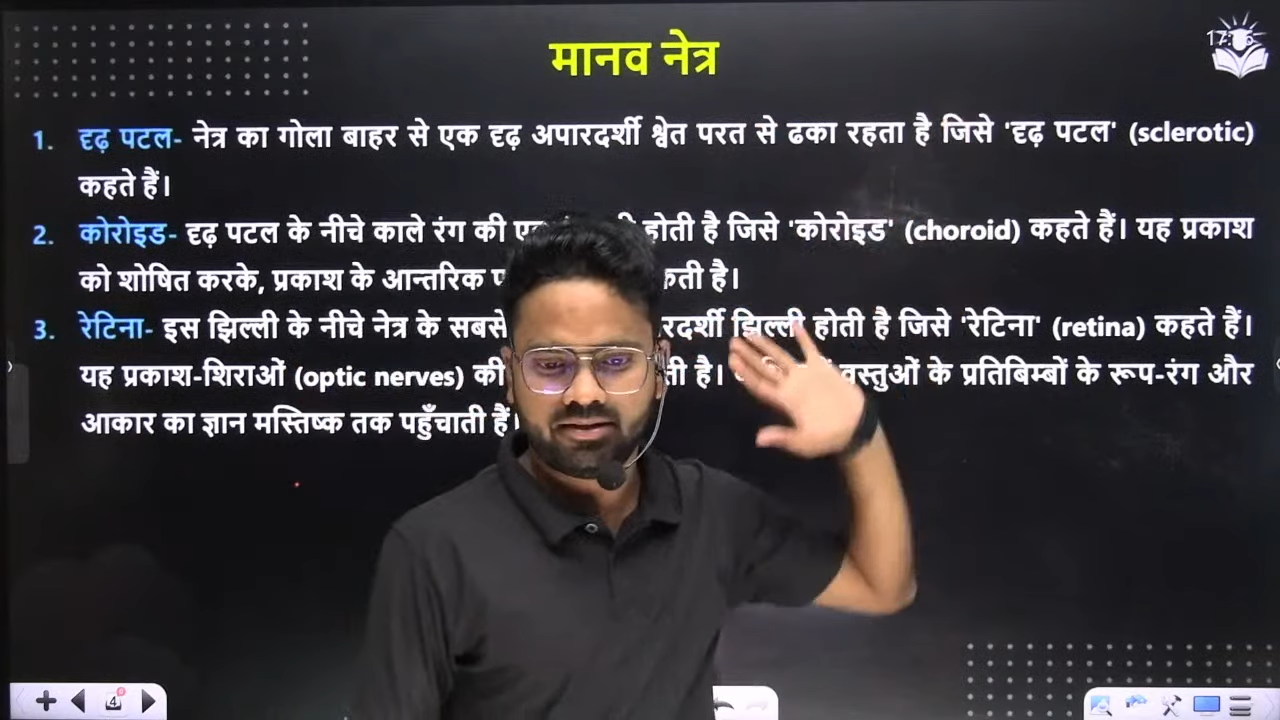 मानव नेत्र
1. दृढ़ पटल- नेत्र का गोला बाहर से एक दृढ़ अपारदर्शी श्वेत परत से ढका रहता है जिसे 'दृढ़ पटल' (sclerotic)
कहते हैं।
2. कोरोइड- दृढ़ पटल के नीचे काले रंग की होती है जिसे 'कोरोइड' (choroid) कहते हैं। यह प्रकाश
को शोषित करके, प्रकाश के आन्तरिक है।
3. रेटिना- इस झिल्ली के नीचे नेत्र के सबसे झिल्ली होती है जिसे 'रेटिना' (retina) कहते हैं।
यह प्रकाश-शिराओं (optic nerves) की है। वस्तुओं के प्रतिबिम्बों के रूप-रंग और
आकार का ज्ञान मस्तिष्क तक पहुँचाती हैं।
4